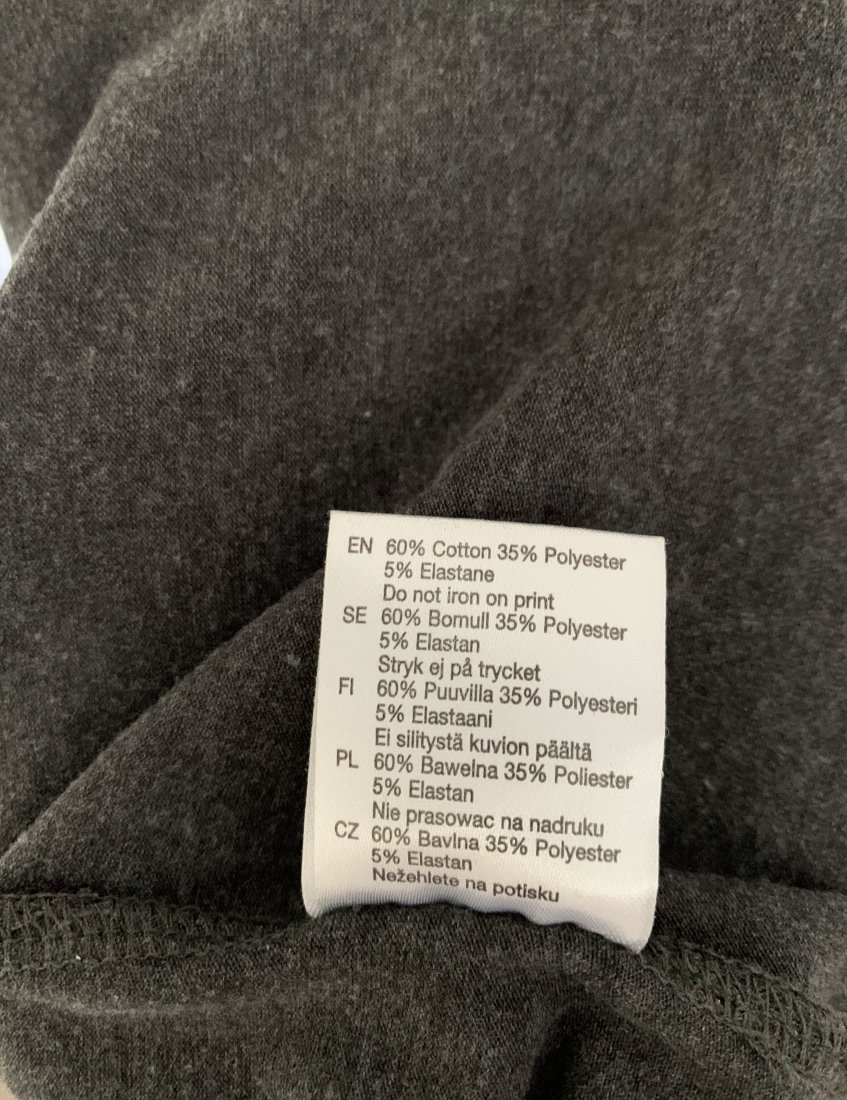 EN 60% Cotton 35% Polyester
5% Elastane
Do not iron on print
SE 60% Bomull 35% Polyester
5% Elastan
Stryk ej på trycket
FI 60% Puuvilla 35% Polyesteri
5% Elastaani
Ei silitystä kuvion päältä
PL 60% Bawelna 35% Poliester
5% Elastan
Nie prasowac na nadruku
CZ 60% Bavlna 35% Polyester
5% Elastan
Nežehlete na potisku